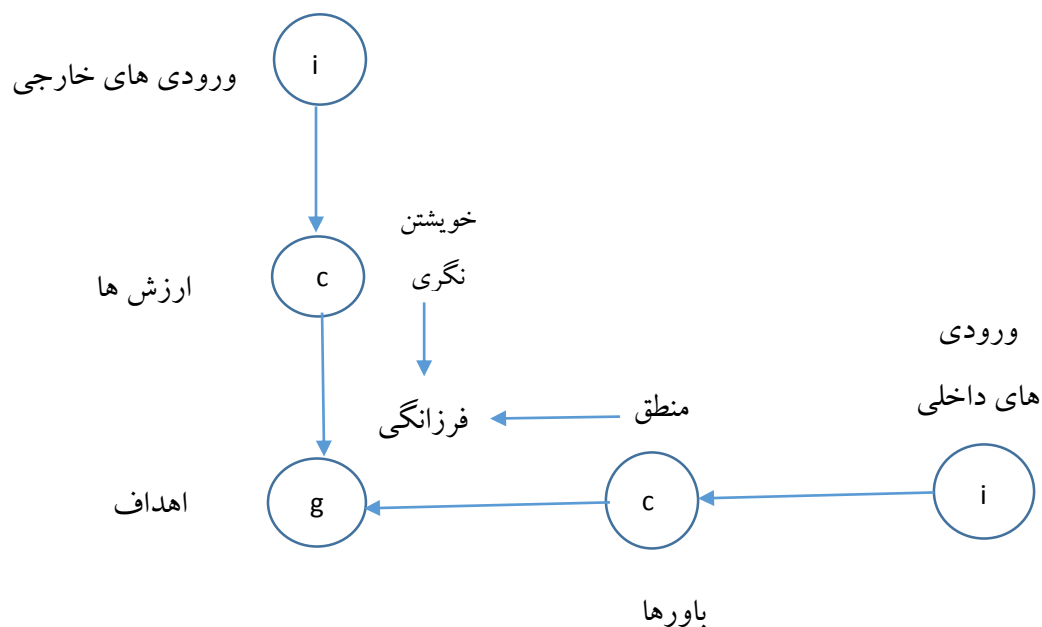 i
ورودی های خارجی
خویشتن
نگری
c
ارزش ها
ورودی
های داخلی
منطق
فرزانگی
i
c
g
اهداف
باورها